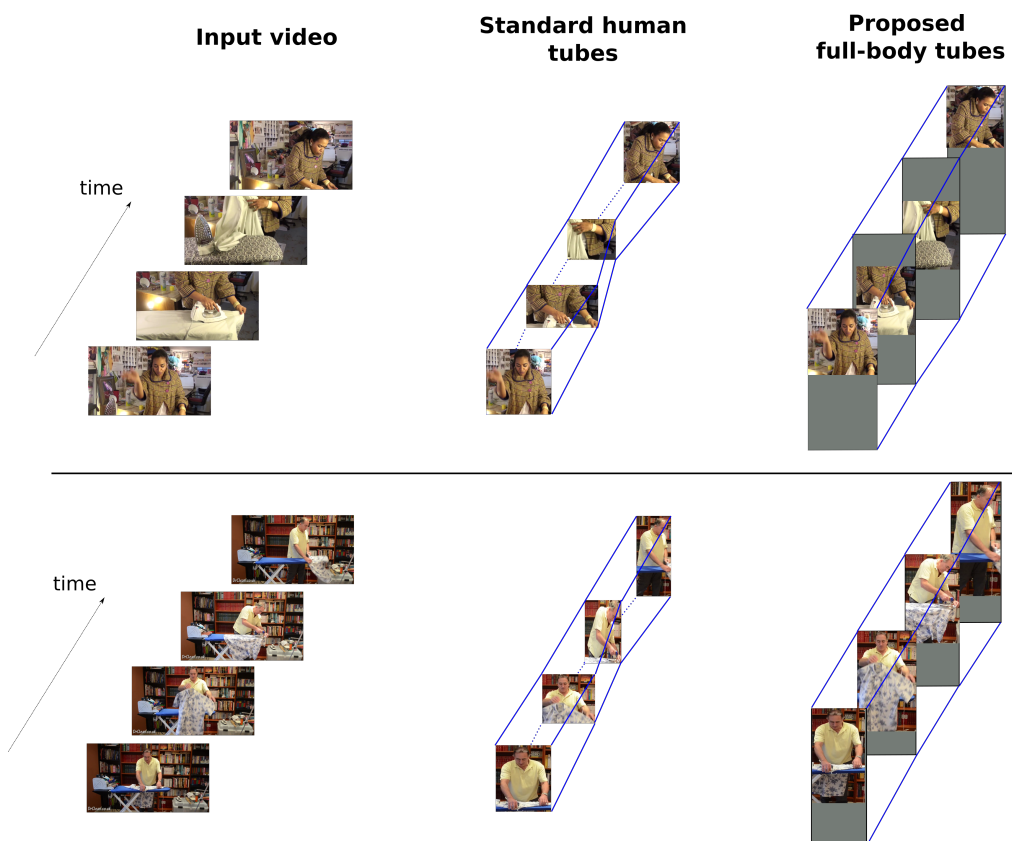 Input video
Standard human
tubes
Proposed
full-body tubes
time
time